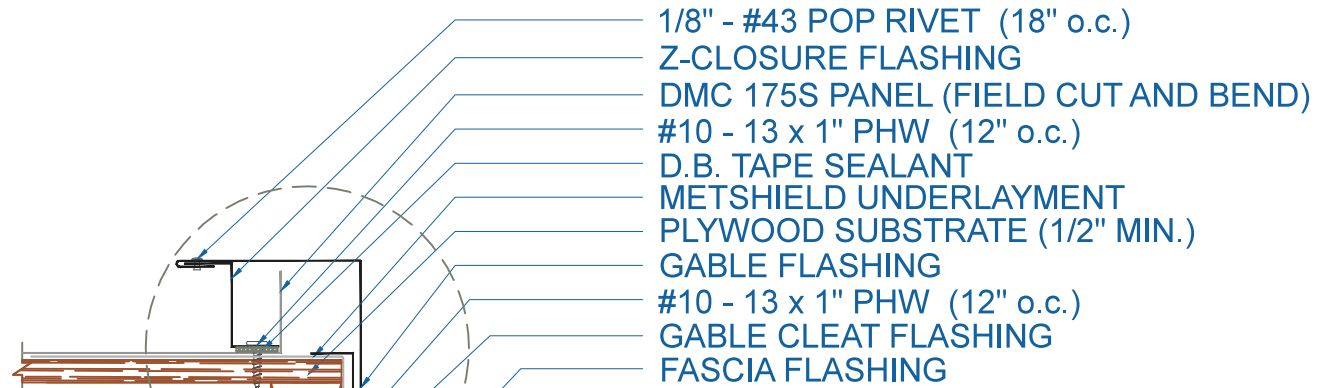 1/8" - #43 POP RIVET (18" o.c.)
Z-CLOSURE FLASHING
DMC 175S PANEL (FIELD CUT AND BEND)
#10 - 13 x 1" PHW (12" o.c.)
D.B. TAPE SEALANT
METSHIELD UNDERLAYMENT
PLYWOOD SUBSTRATE (1/2" MIN.)
GABLE FLASHING
#10 - 13 x 1" PHW (12" o.c.)
GABLE CLEAT FLASHING
FASCIA FLASHING